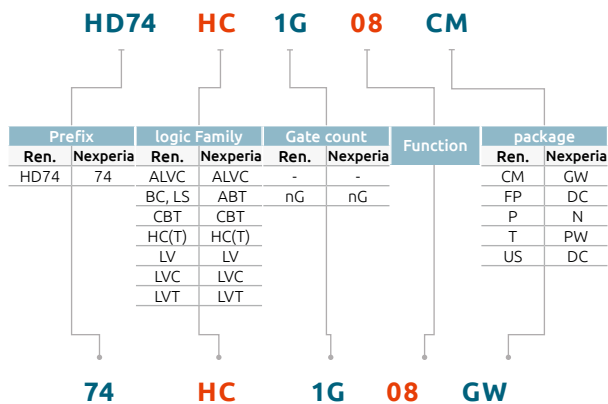 HD74 HC 1G 08 CM
Prefix logic Family Gate count Function package
Ren. Nexperia Ren. Nexperia Ren. Nexperia Ren. Nexperia
HD74 74 ALVC ALVC - - CM GW
BC, LS ABT nG nG FP DC
CBT CBT P N
HC(T) HC(T) T PW
LV LV US DC
LVC LVC
LVT LVT
74 HC 1G 08 GW